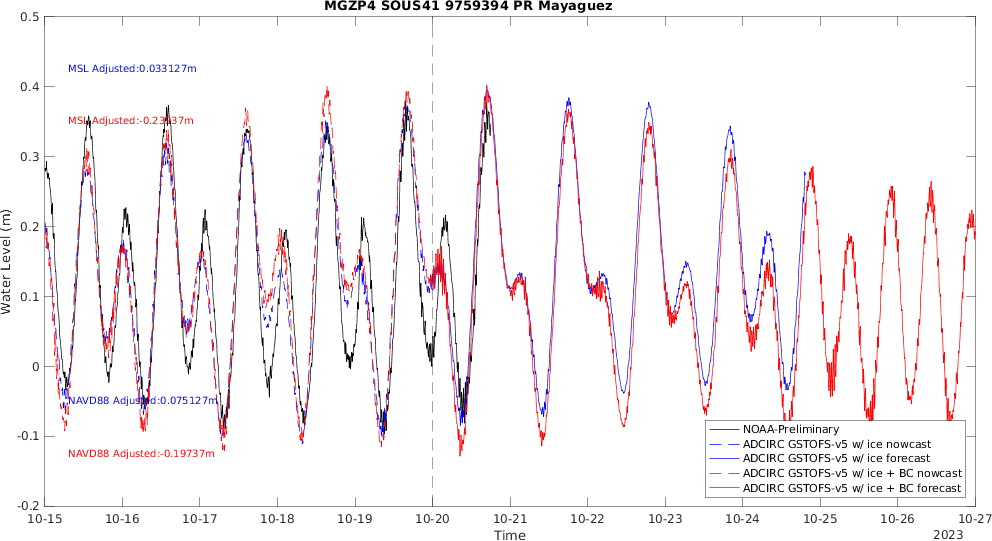 MGZP4 SOUS41 9759394 PR Mayaguez
0.5
0.4
0.3
0.2
0.1
0
-0.1
-0.2
Water Level (m)
MSL Adjusted:0.033127m
NAVD88 Adjusted:0.075127m
NAVD88 Adjusted:-0.19737m
NOAA-Preliminary
ADCIRC GSTOFS-v5 w/ ice nowcast
ADCIRC GSTOFS-v5 w/ ice forecast
ADCIRC GSTOFS-v5 w/ ice + BC nowcast
ADCIRC GSTOFS-v5 w/ ice + BC forecast
10-15 10-16 10-17 10-18 10-19 10-20 10-21 10-22 10-23 10-24 10-25 10-26 10-27
Time
2023